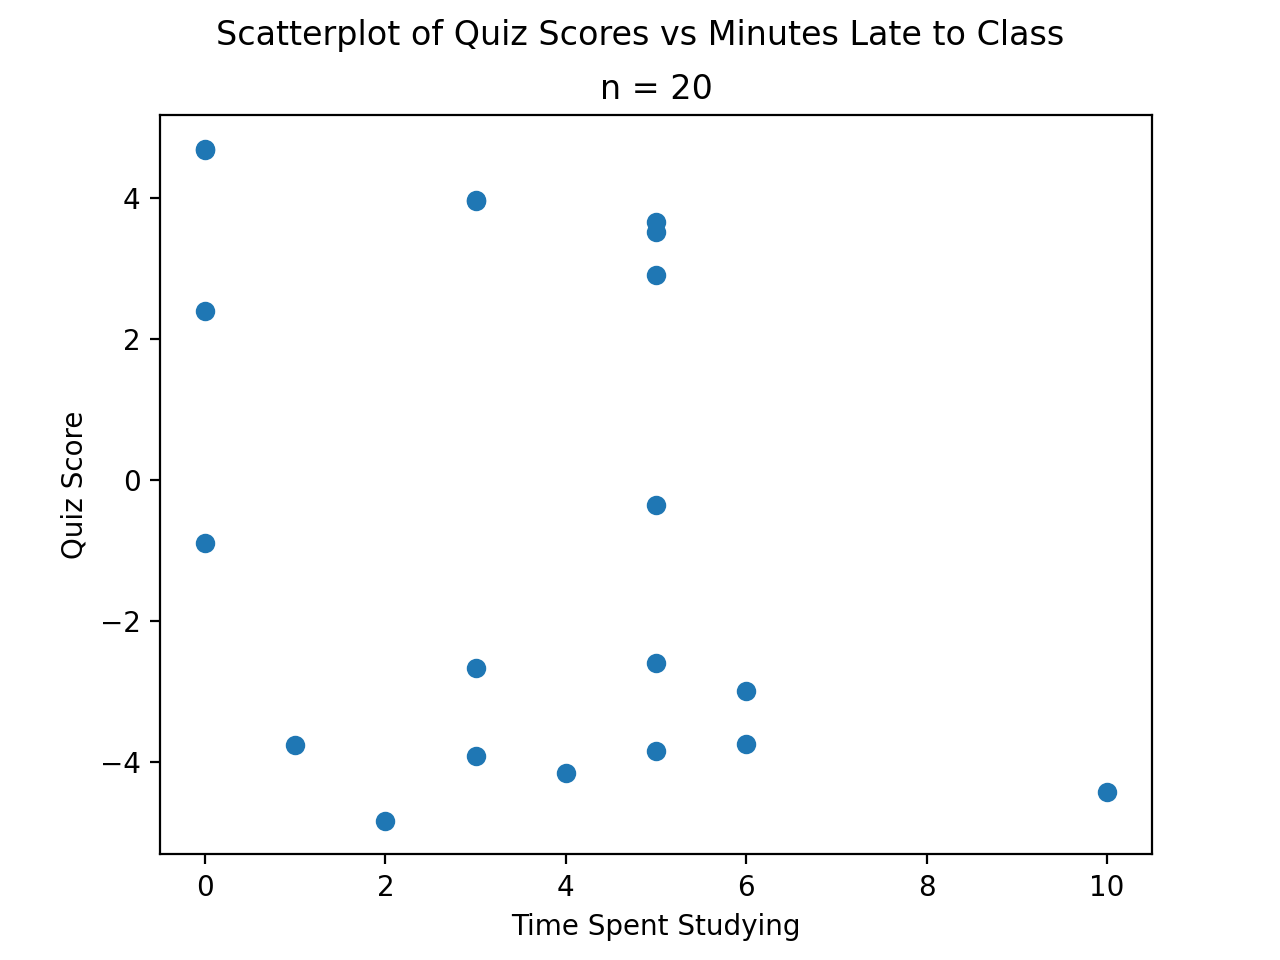 Scatterplot of Quiz Scores vs Minutes Late to Class
n = 20
4
2
0
−2
−4
Quiz Score
0 2 4 6 8 10
Time Spent Studying